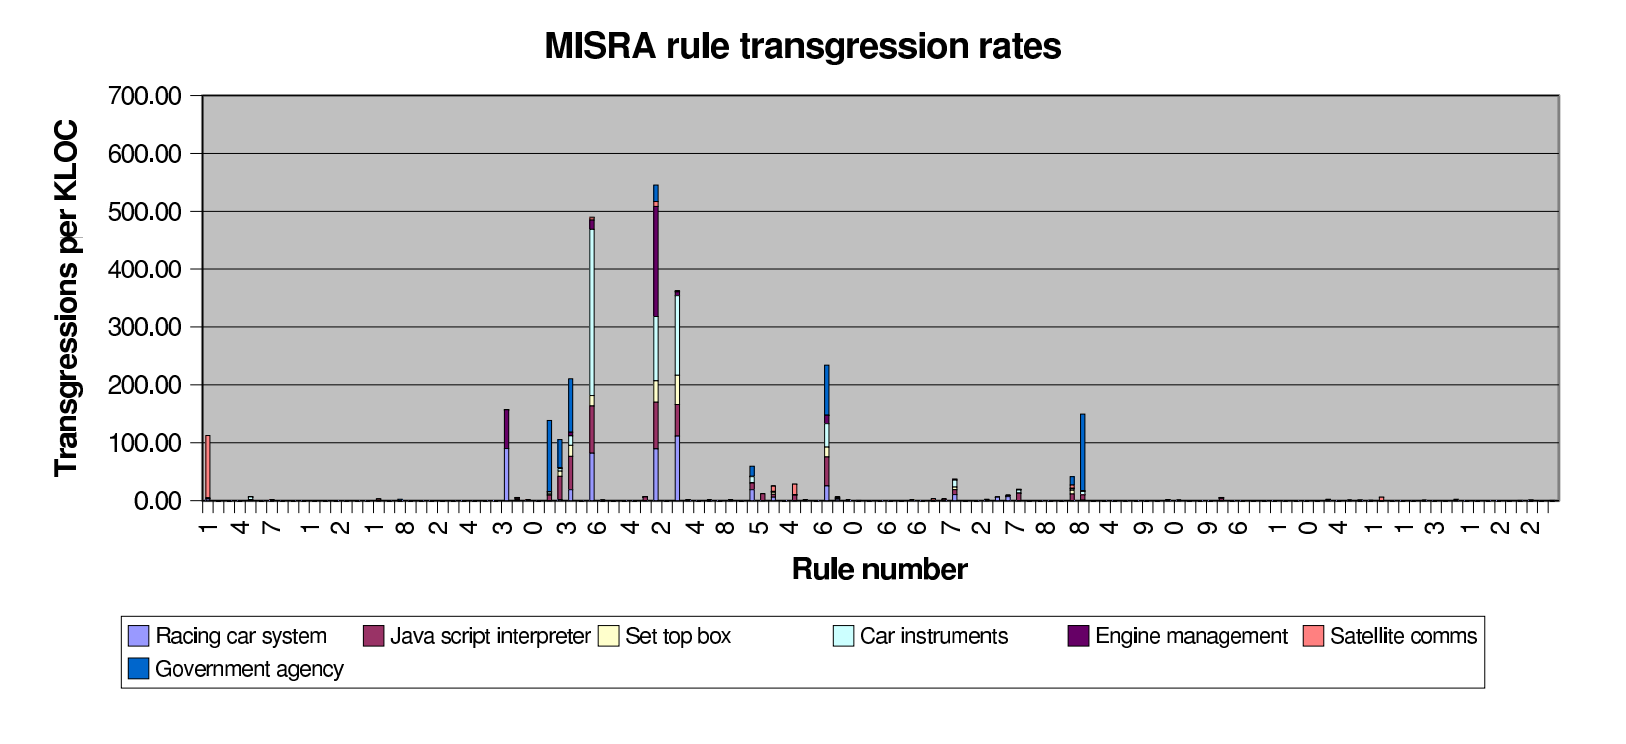 MISRA rule transgression rates
Transgressions per KLOC
700.00
600.00
500.00
400.00
300.00
200.00
100.00
0.00
1 4 7 1 2 1 8 2 4 3 0 3 6 4 2 4 8 5 4 6 0 6 6 7 2 7 8 8 4 9 0 9 6 1 0 4 1 1 3 1 2 2
Rule number
Racing car system Java script interpreter Set top box Car instruments Engine management Satellite comms
Government agency